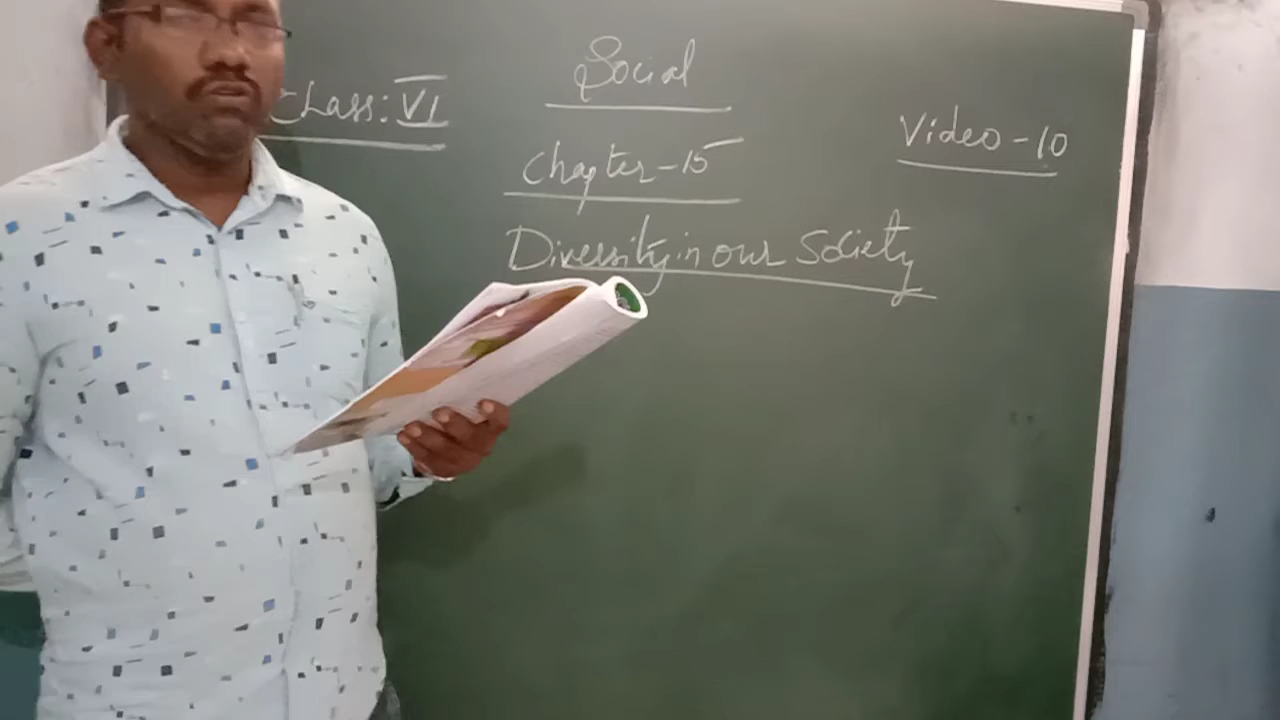 Social
Class: VI
Video-10
Chapter-15
Diversity in our Society